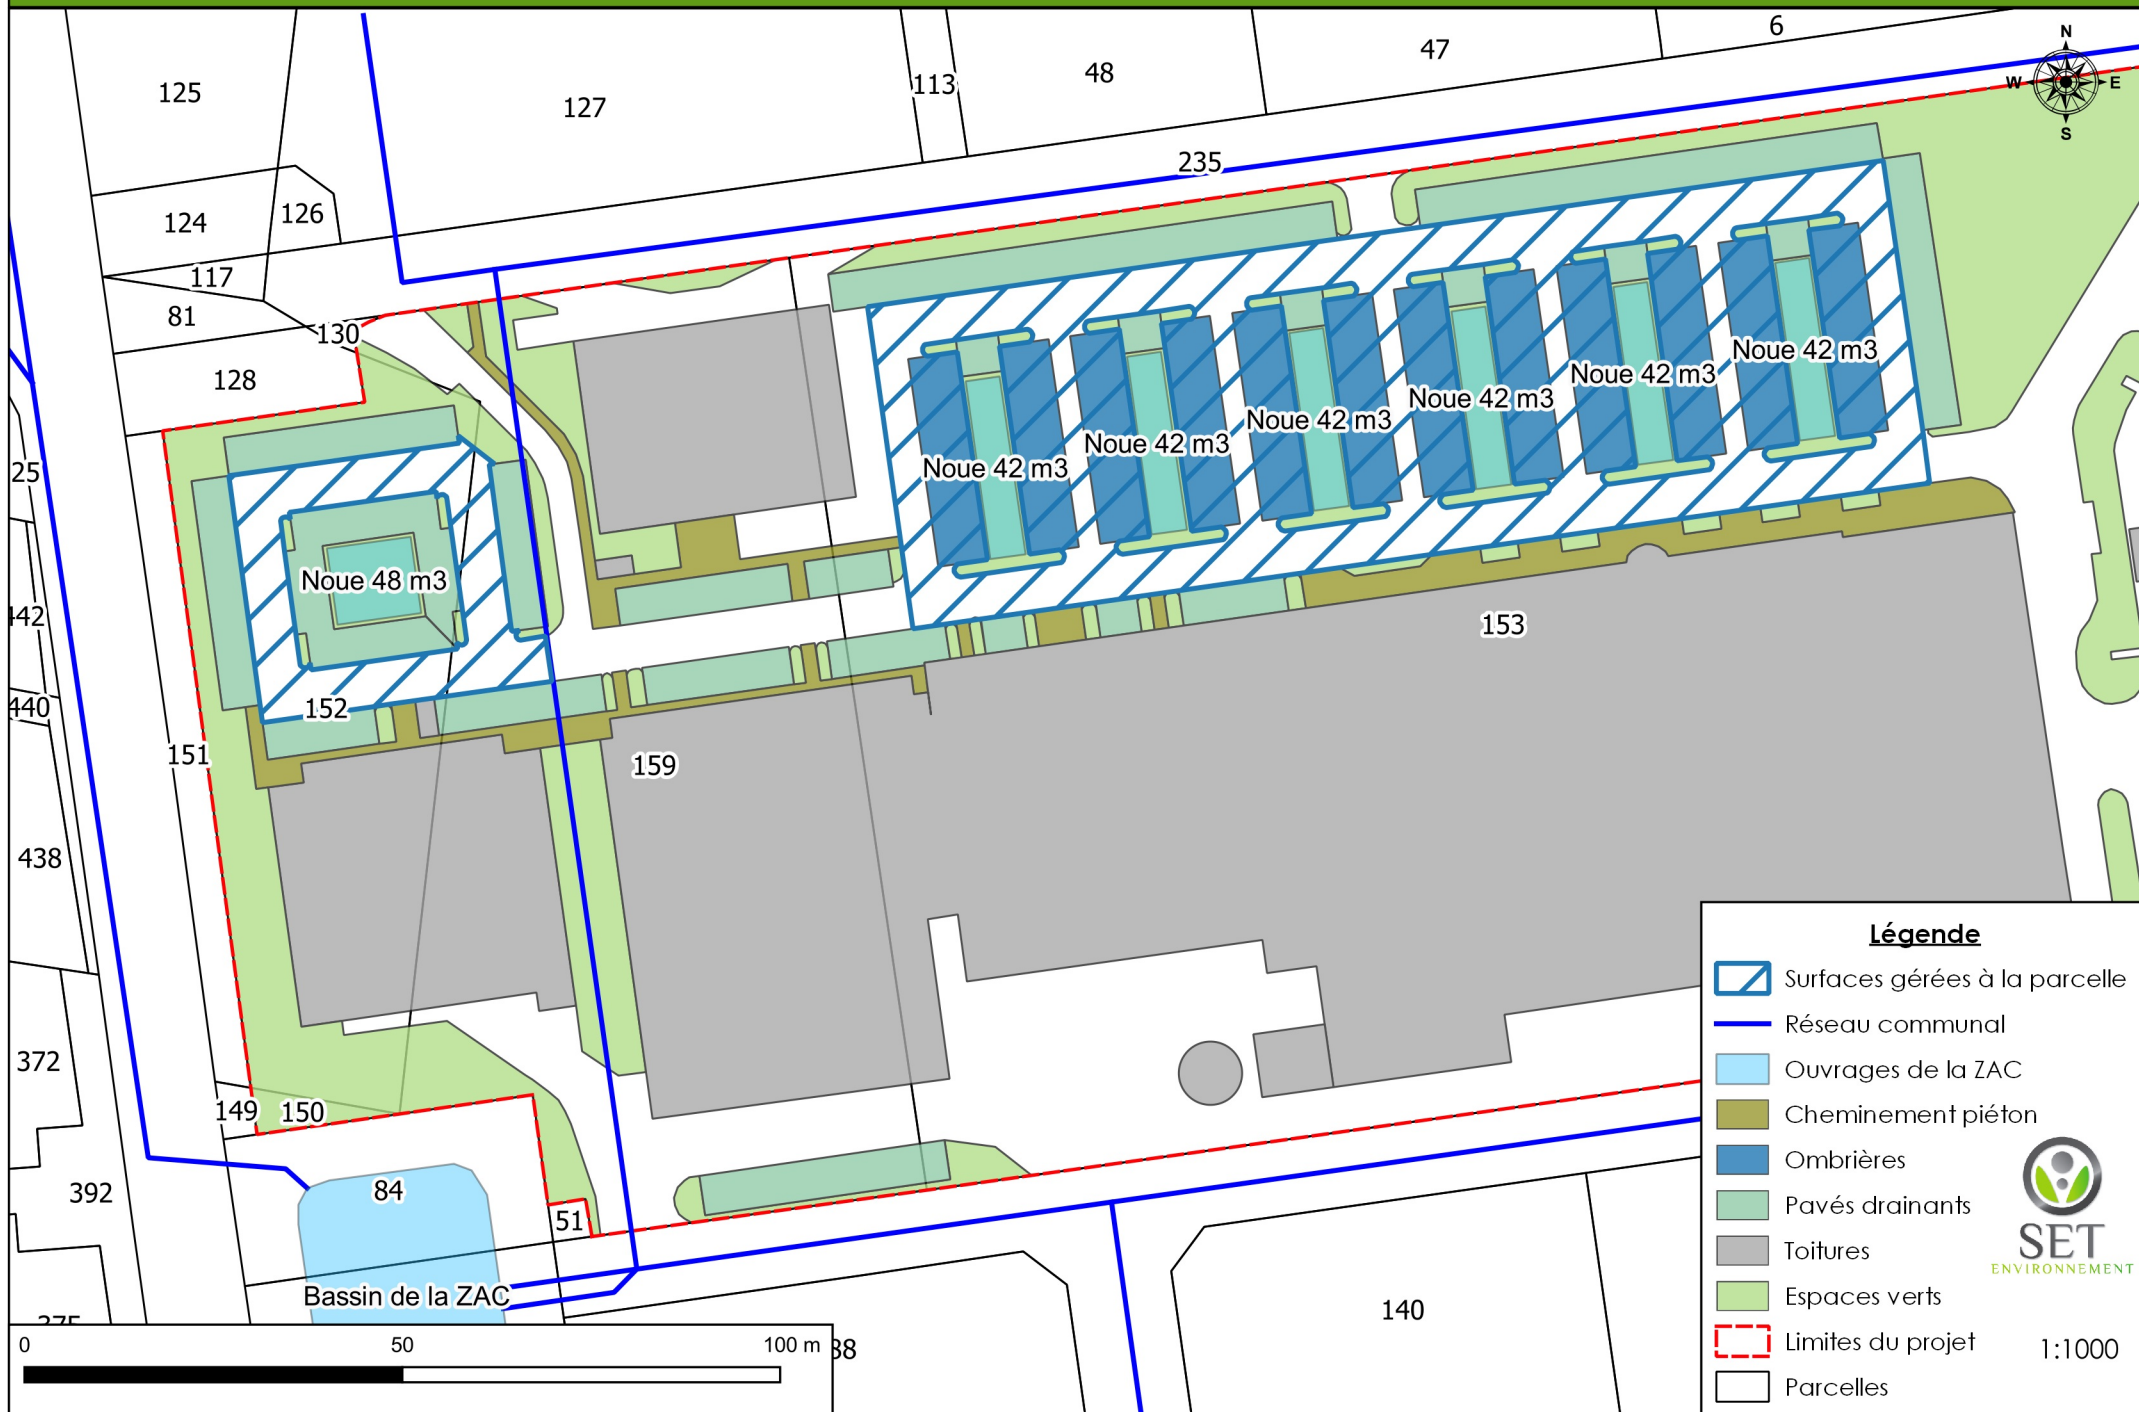 6
47
48
113
127
125
N
W E
S
235
124
126
117
81
130
128
Noue 42 m3
Noue 42 m3
Noue 42 m3
Noue 42 m3
Noue 42 m3
Noue 42 m3
25
Noue 48 m3
442
153
440
152
151
159
438
372
149
150
392
84
51
Bassin de la ZAC
140
0 50 100 m
Légende
Surfaces gérées à la parcelle
Réseau communal
Ouvrages de la ZAC
Cheminement piéton
Ombrières
Pavés drainants
Toitures
Espaces verts
Limites du projet
Parcelles
1:1000
SET
ENVIRONNEMENT